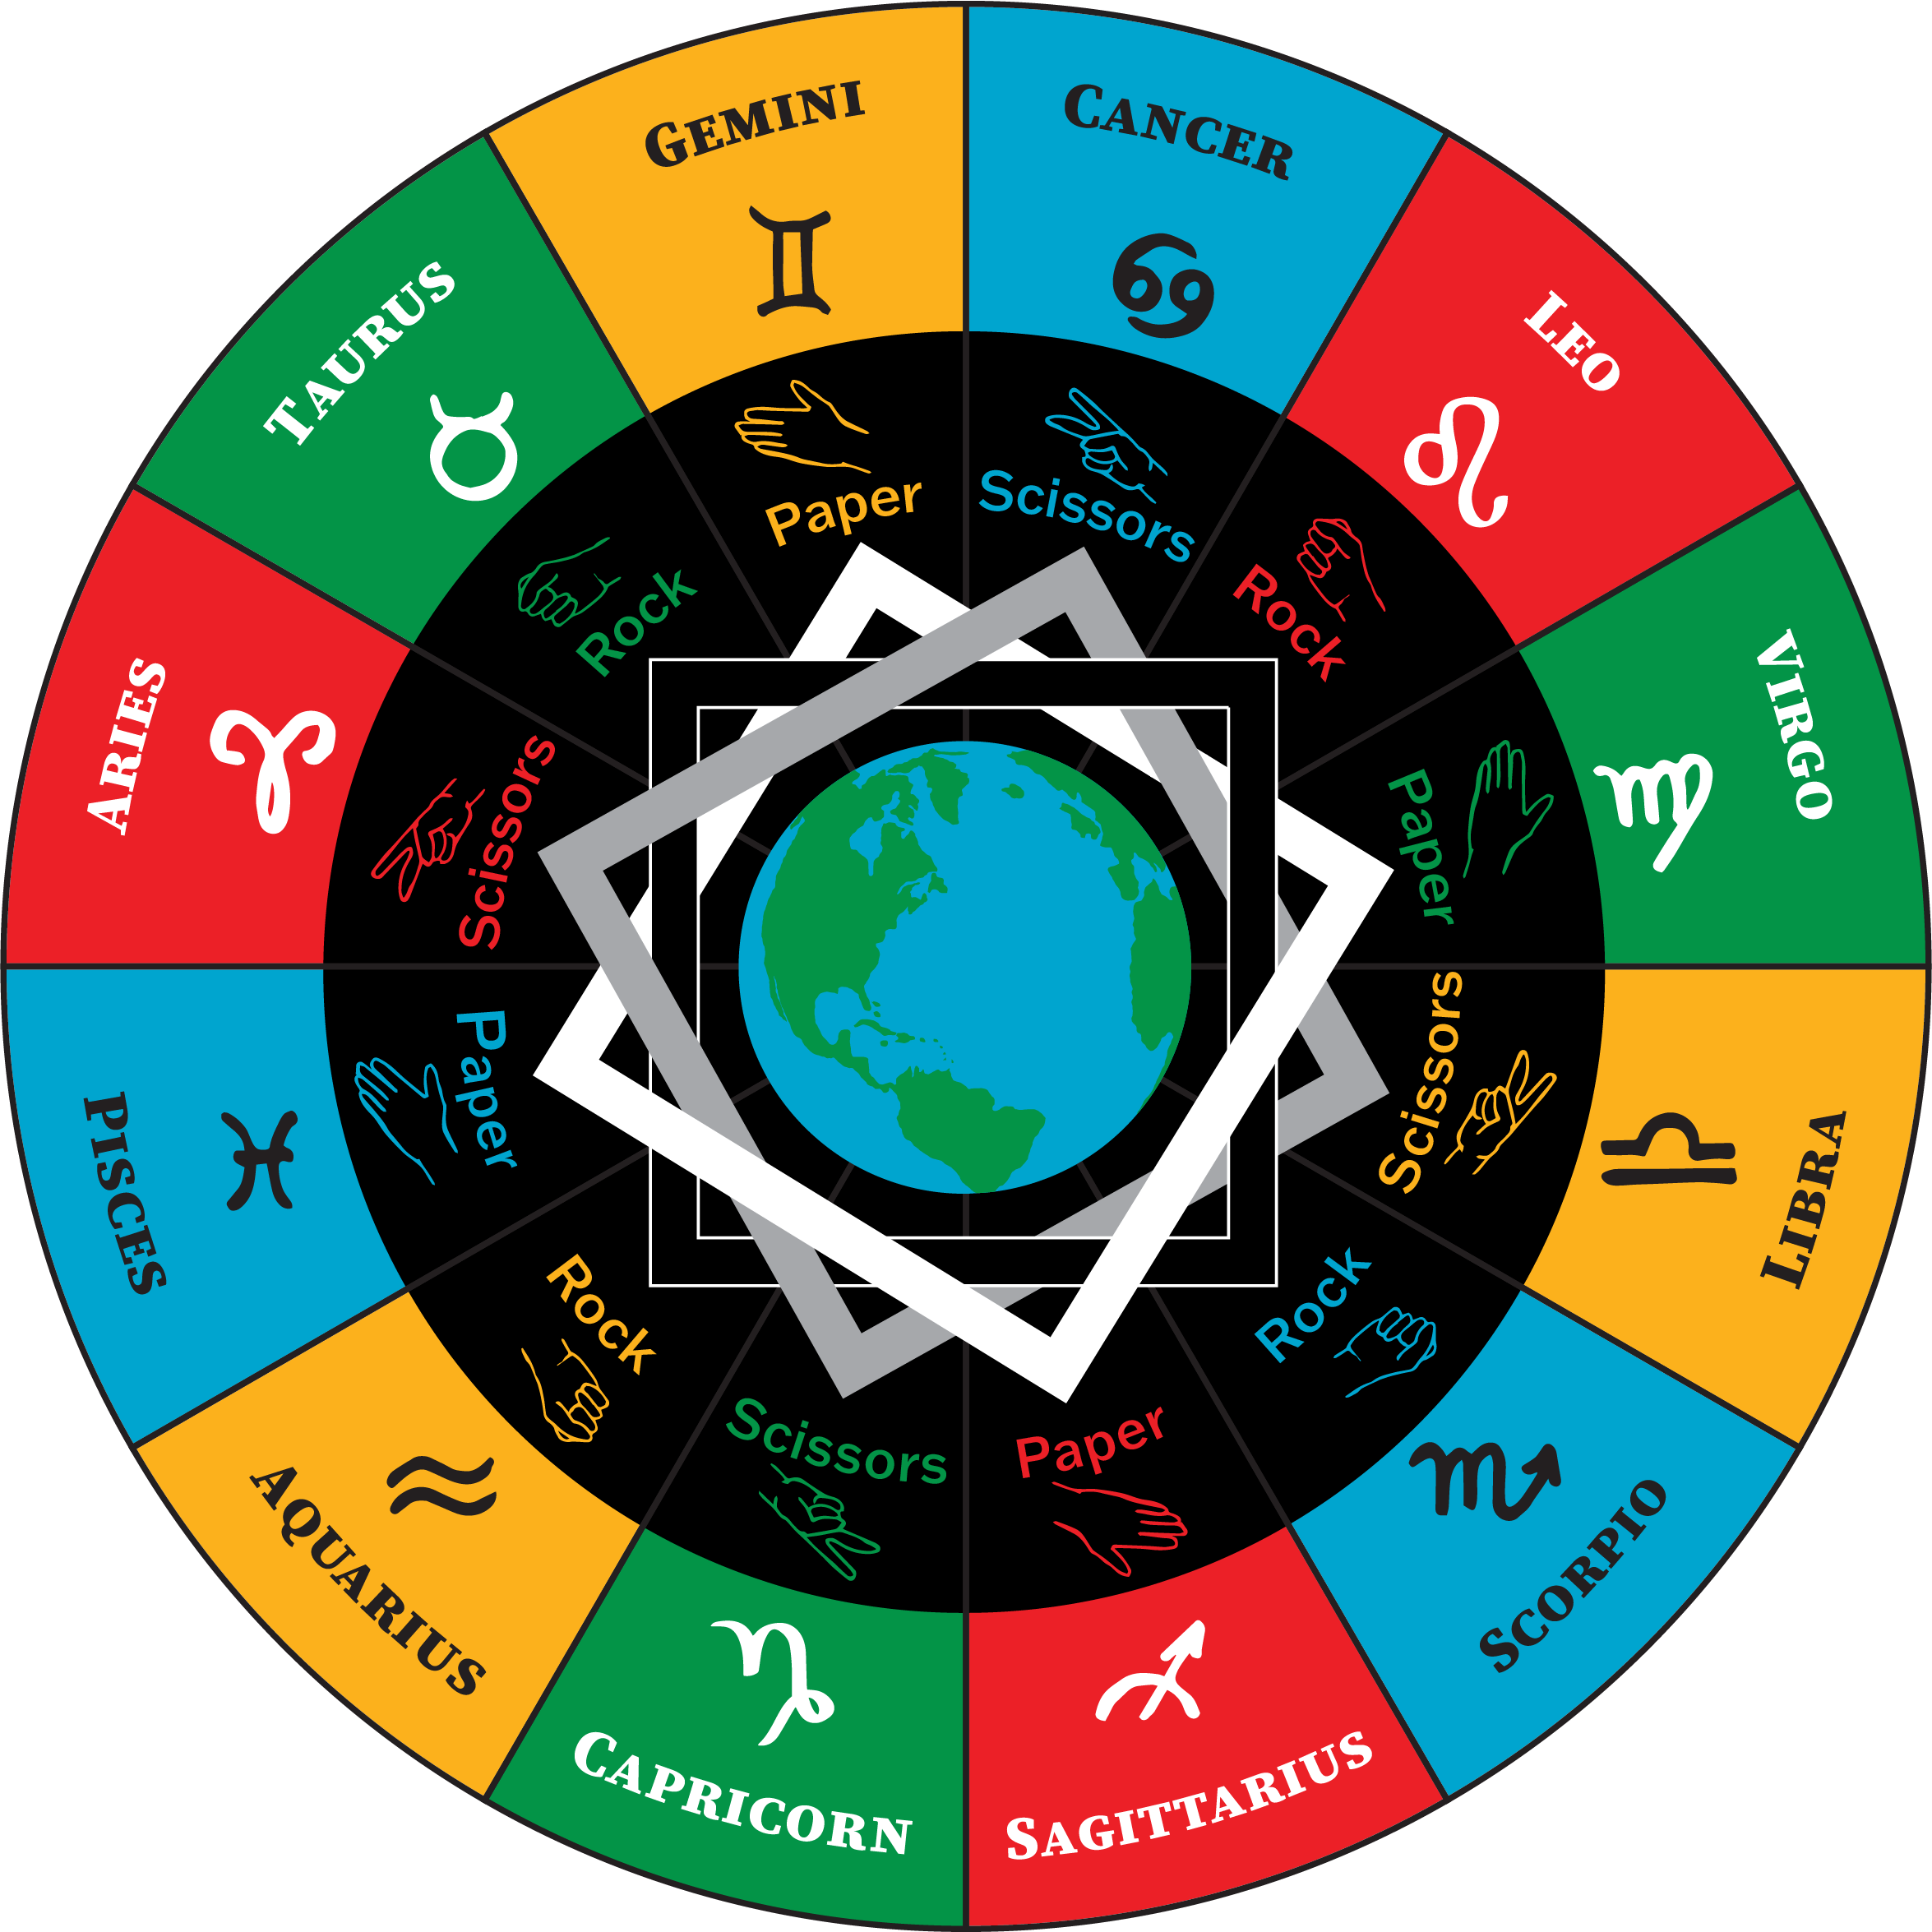 GEMINI
CANCER
LEO
VIRGO
LIBRA
SCORPIO
SAGITTARIUS
CAPRICORN
AQUARIUS
PISCES
ARIES
TAURUS
Paper
Scissors
Rock
Paper
Scissors
Rock
Paper
Scissors
Rock
Paper
Scissors
Rock